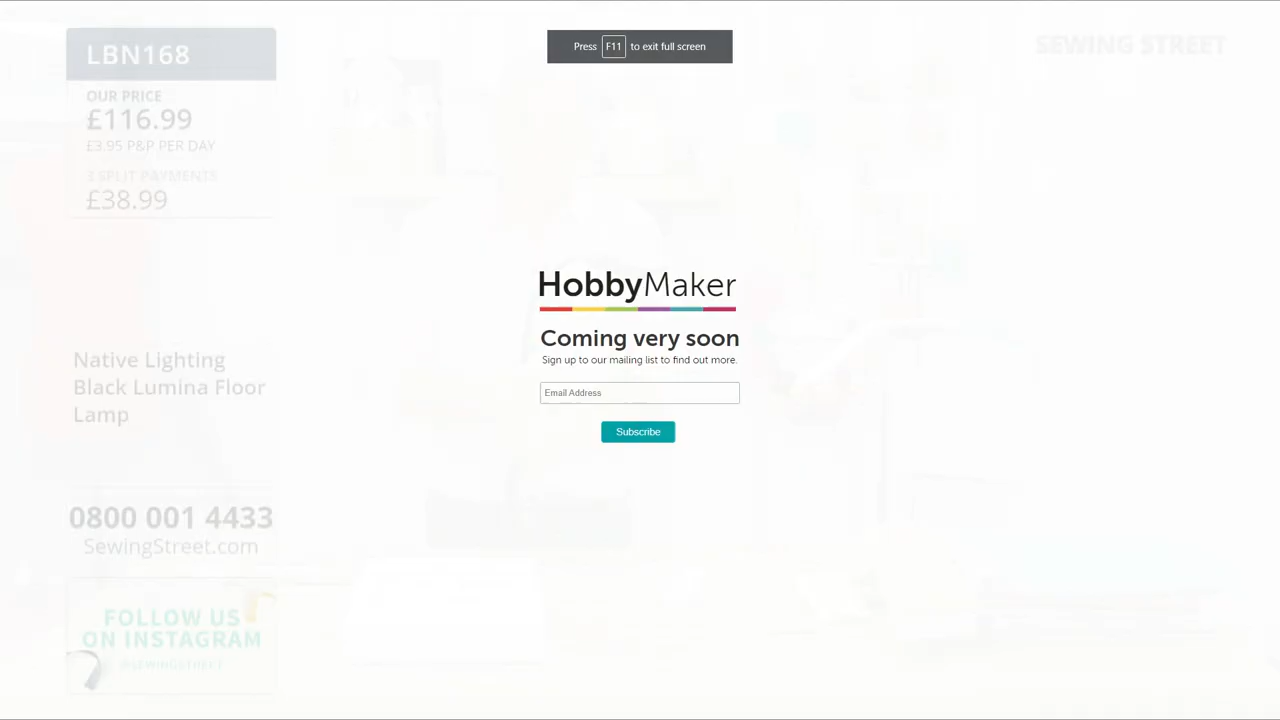 LBN168
OUR PRICE
£116.99
£3.95 P&P PER DAY
3 SPLIT PAYMENTS
£38.99
Native Lighting
Black Lumina Floor
Lamp
0800 001 4433
SewingStreet.com
FOLLOW US
ON INSTAGRAM
@SEWINGSTREET
Press F11 to exit full screen
HobbyMaker
Coming very soon
Sign up to our mailing list to find out more.
Email Address
Subscribe
SEWING STREET